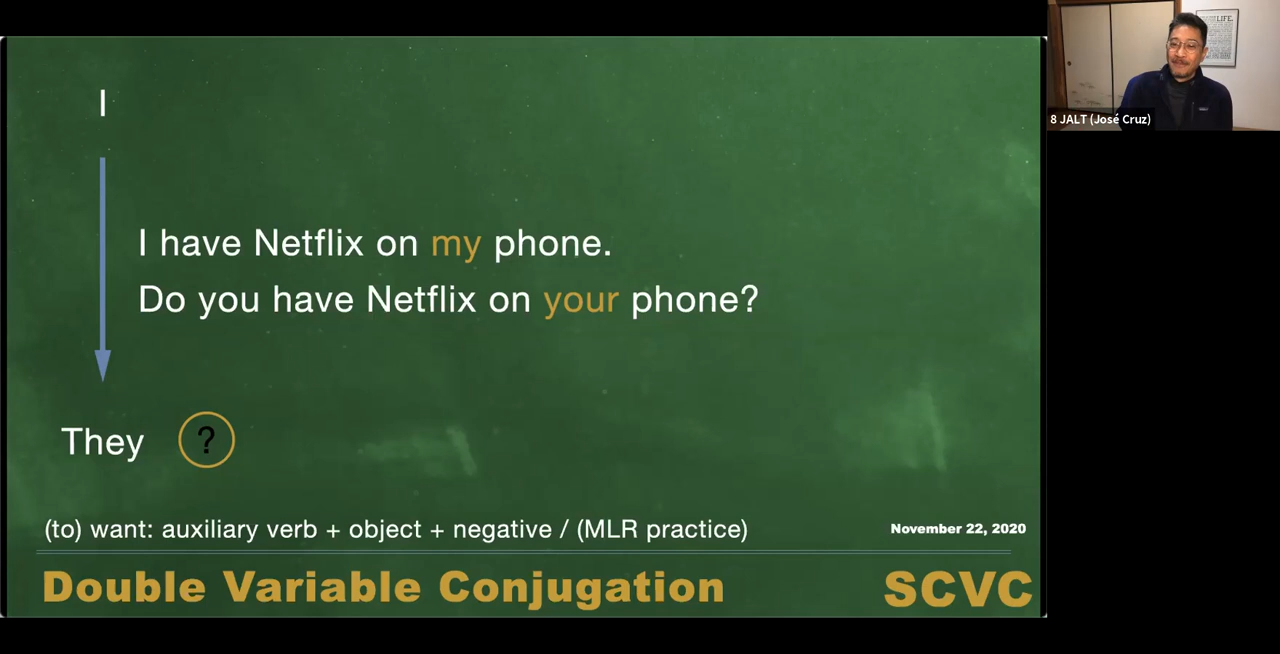 I
I have Netflix on my phone.
Do you have Netflix on your phone?
They ?
(to) want: auxiliary verb + object + negative / (MLR practice)
November 22, 2020
Double Variable Conjugation
SCVC
LIFE.
8 JALT (José Cruz)